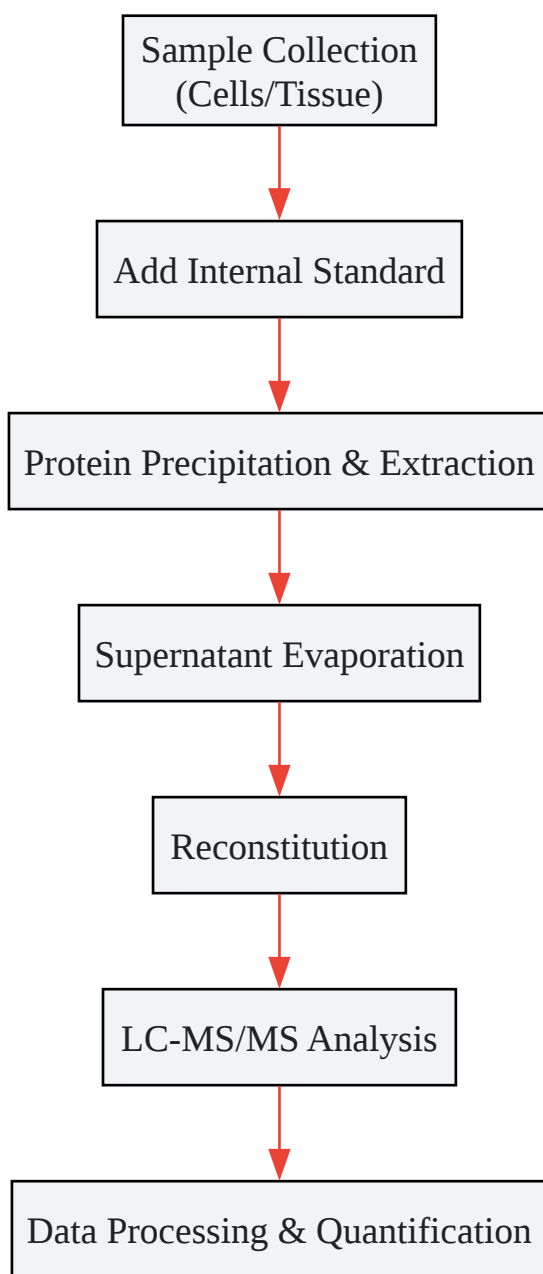 Sample Collection
(Cells/Tissue)
Add Internal Standard
Protein Precipitation & Extraction
Supernatant Evaporation
Reconstitution
LC-MS/MS Analysis
Data Processing & Quantification